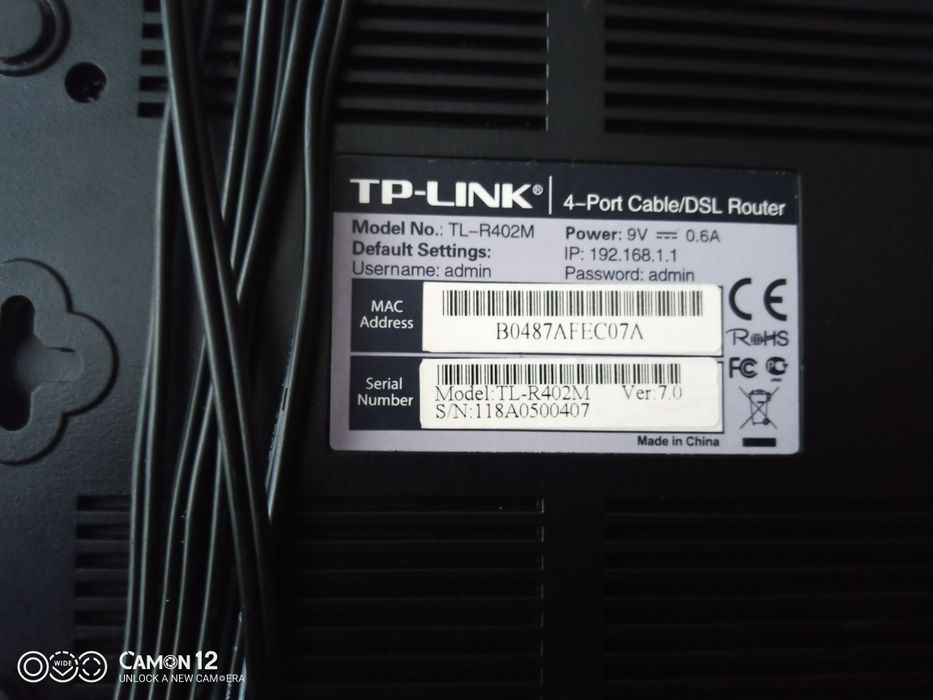 TP-LINK® | 4-Port Cable/DSL Router
Model No.: TL-R402M Power: 9V ⎓ 0.6A
Default Settings: IP: 192.168.1.1
Username: admin Password: admin
MAC
Address
B0487AFEC07A
CE
RoHS
FC
Serial
Number
Model:TL-R402M Ver:7.0
S/N:118A0500407
Made in China
WIDE
CAMON 12
UNLOCK A NEW CAMERA